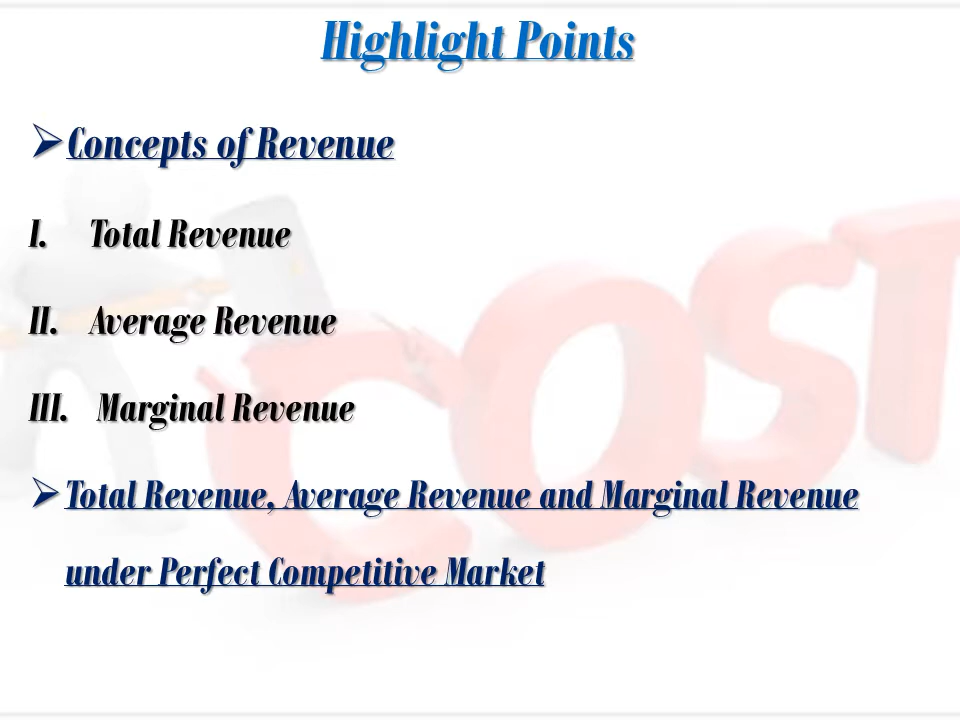 Highlight Points
➢Concepts of Revenue
I. Total Revenue
II. Average Revenue
III. Marginal Revenue
➢Total Revenue, Average Revenue and Marginal Revenue
under Perfect Competitive Market
COST